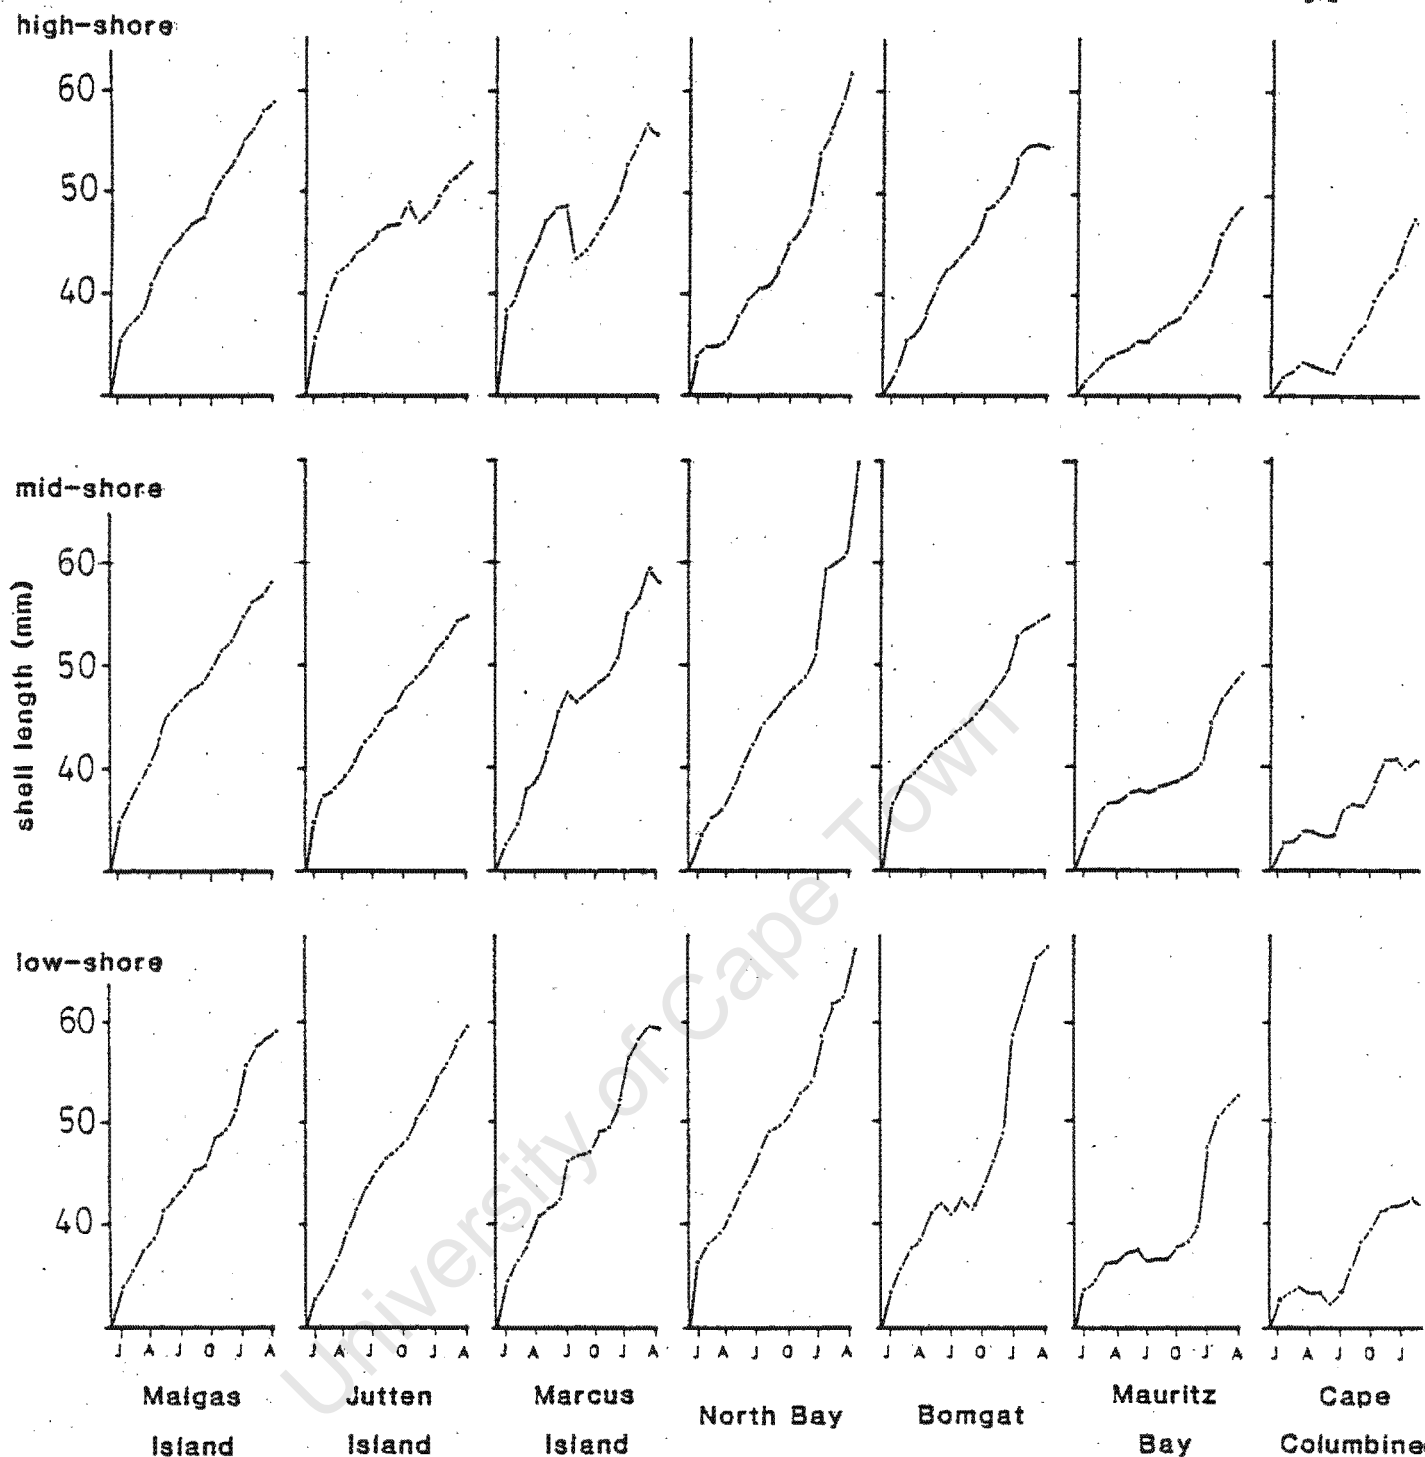 high-shore
60
50
40
mid-shore
60
50
40
shell length (mm)
low-shore
60
50
40
J A J O J A J A J O J A J A J O J A J A J O J A J A J O J A J A J O J A J A J O J
Malgas Island
Jutten Island
Marcus Island
North Bay
Bomgat
Mauritz Bay
Cape Columbine
University of Cape Town